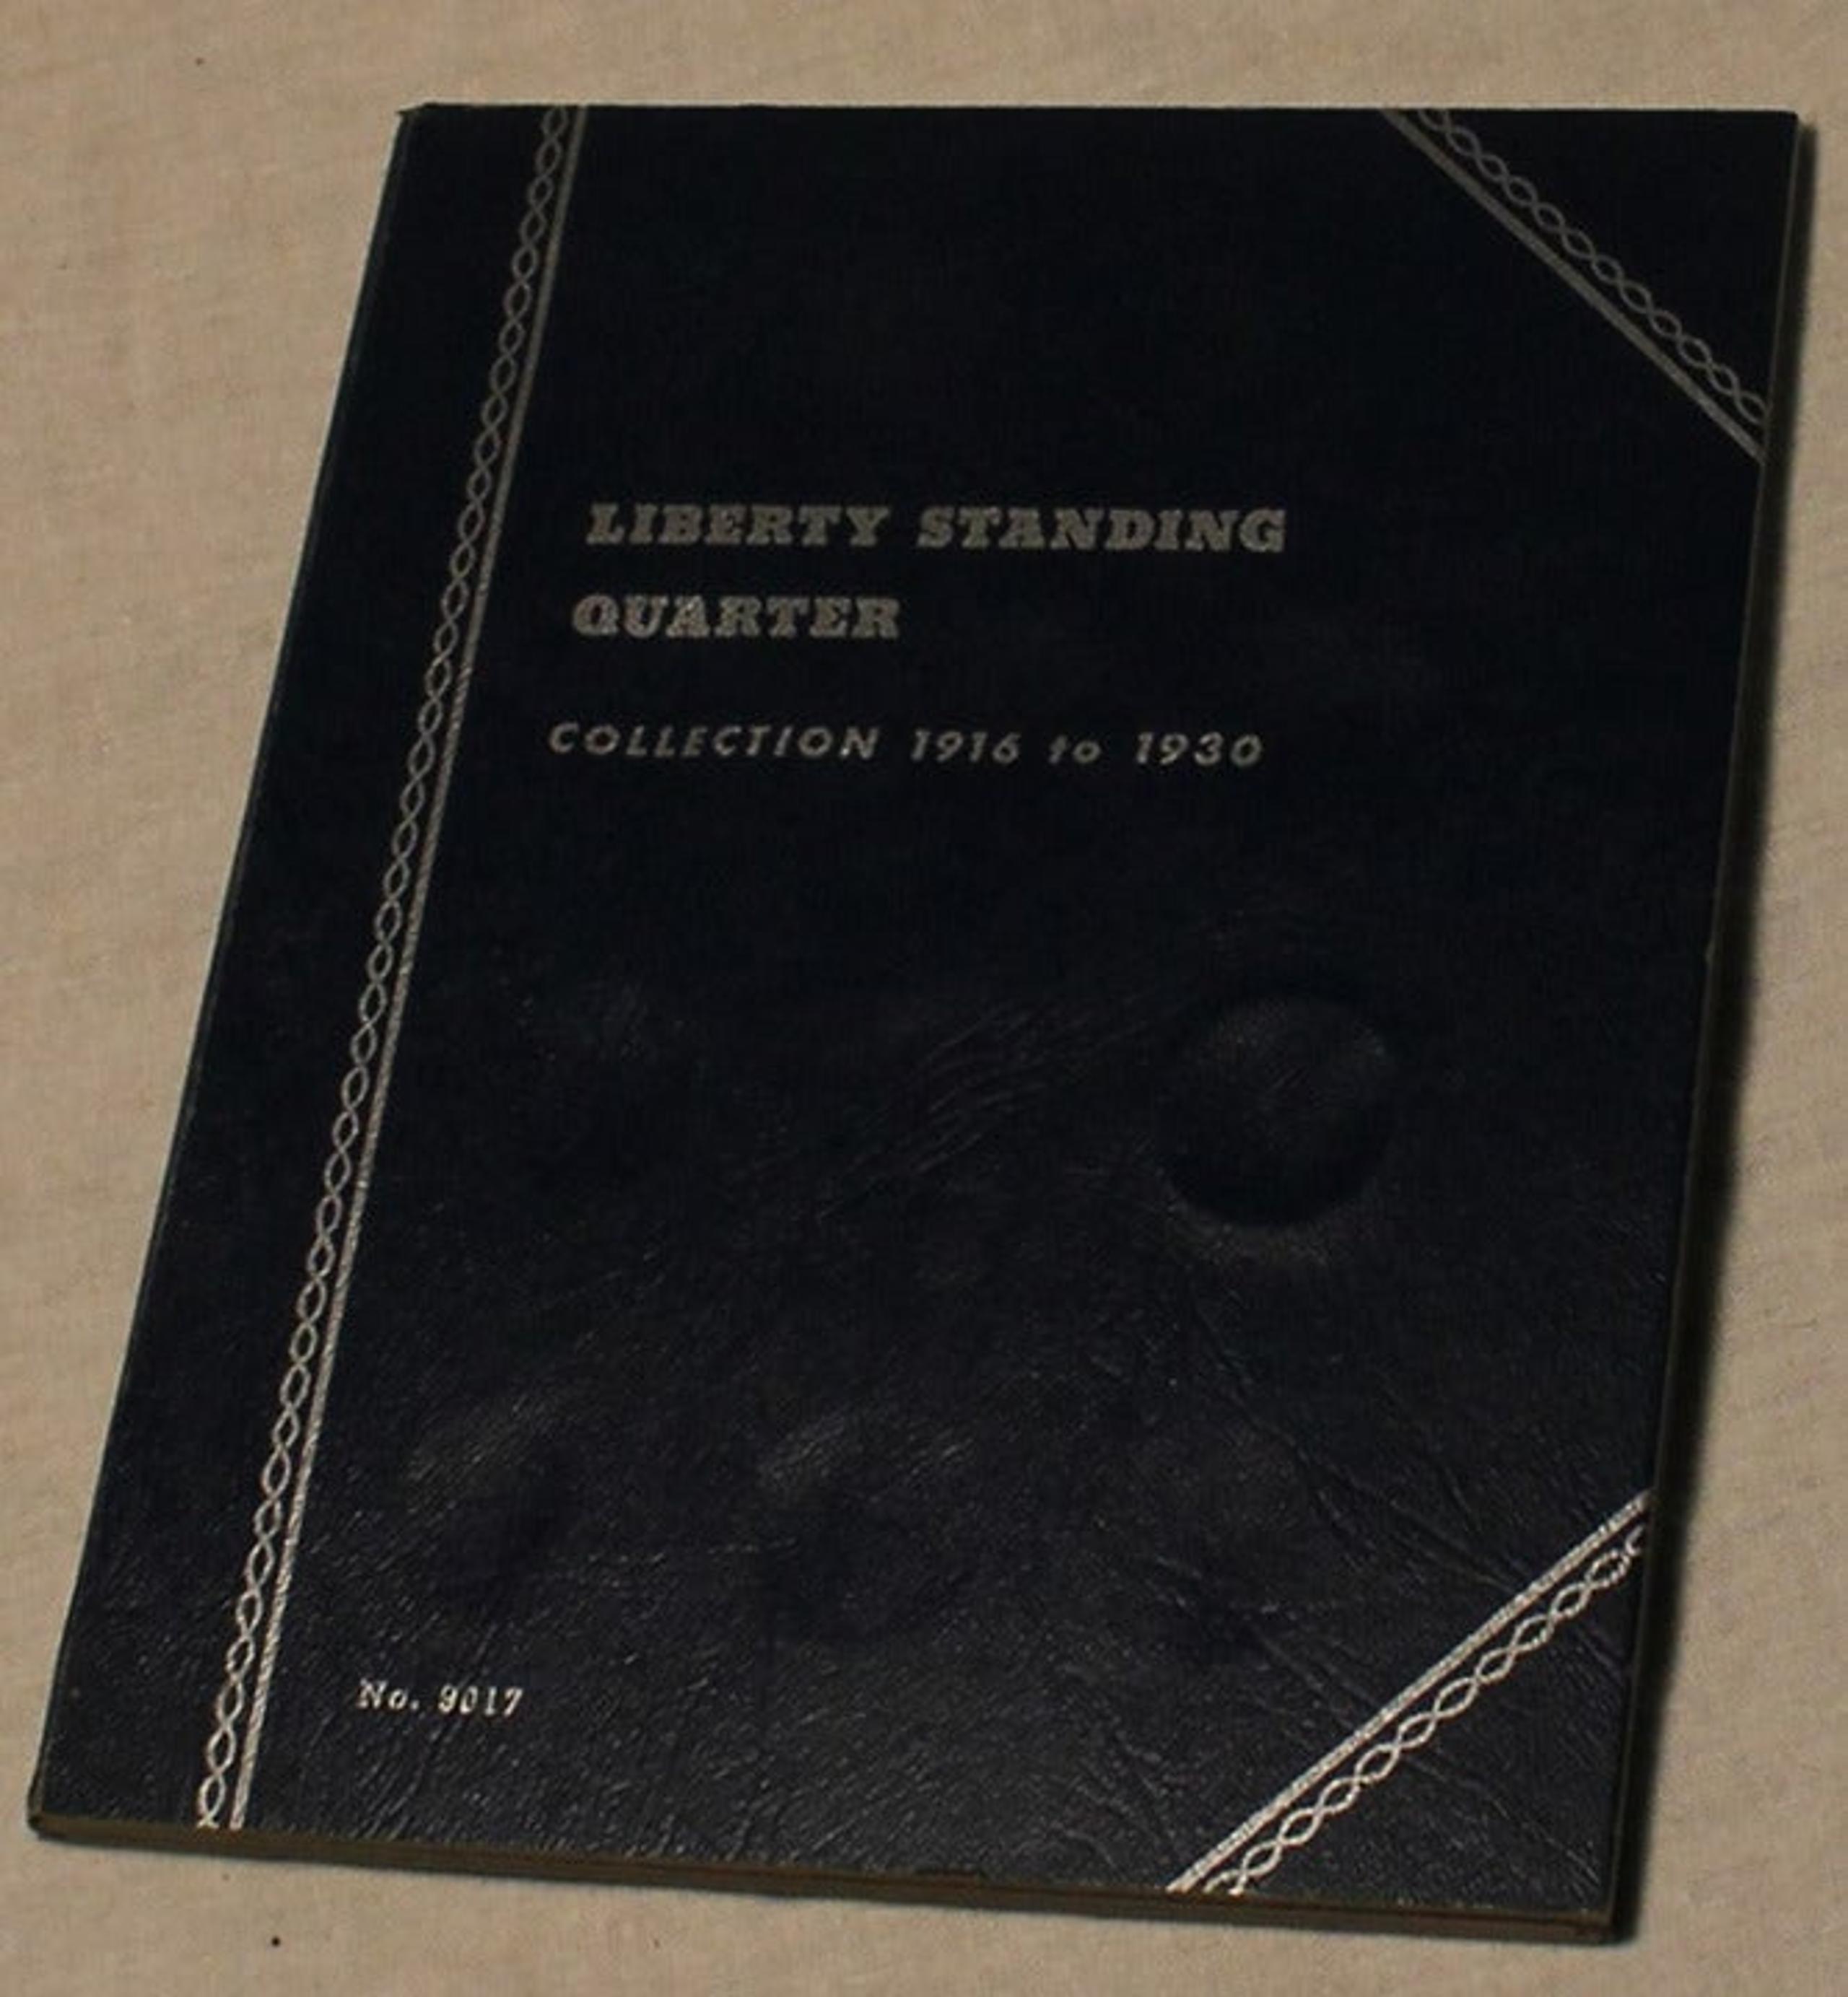 LIBERTY STANDING
QUARTER
COLLECTION 1916 to 1930
No. 9017